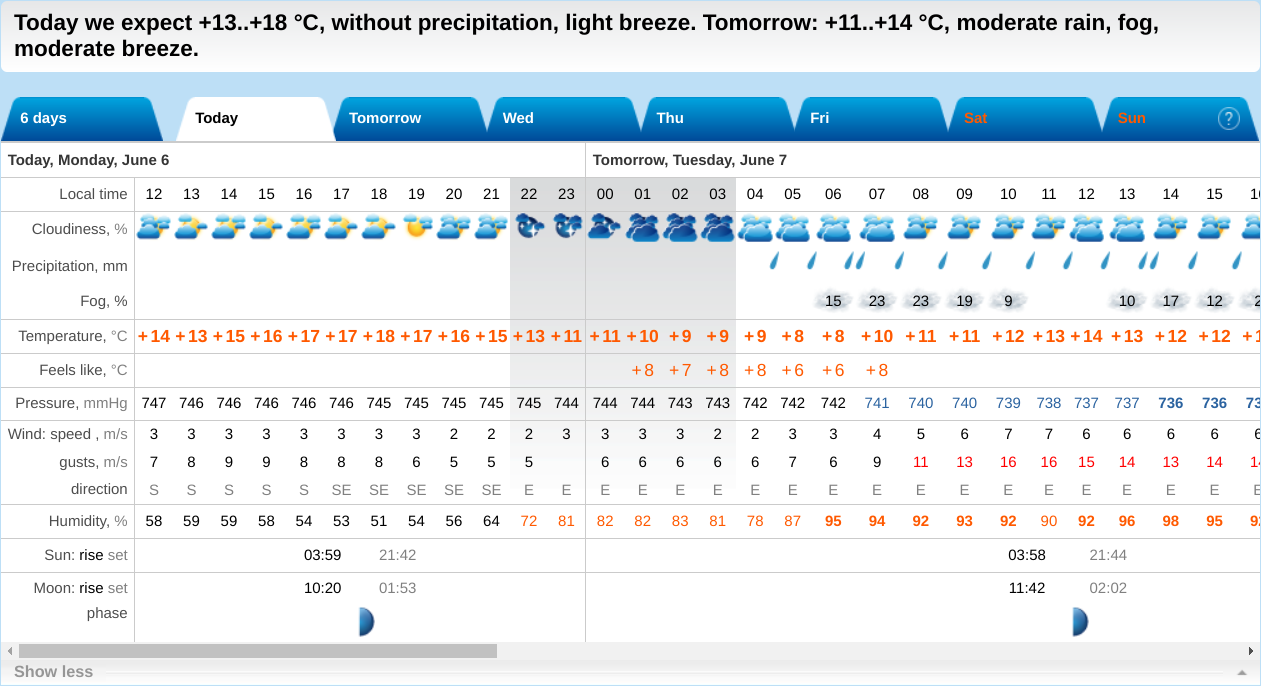 Today we expect +13..+18 °C, without precipitation, light breeze. Tomorrow: +11..+14 °C, moderate rain, fog,
moderate breeze.
6 days Today Tomorrow Wed Thu Fri Sat Sun ?
Today, Monday, June 6 Tomorrow, Tuesday, June 7
Local time 12 13 14 15 16 17 18 19 20 21 22 23 00 01 02 03 04 05 06 07 08 09 10 11 12 13 14 15
Cloudiness, %
Precipitation, mm
Fog, % 15 23 23 19 9 10 17 12
Temperature, °C +14 +13 +15 +16 +17 +17 +18 +17 +16 +15 +13 +11 +11 +10 +9 +9 +9 +8 +8 +10 +11 +11 +12 +13 +14 +13 +12 +12
Feels like, °C +8 +7 +8 +8 +6 +6 +8
Pressure, mmHg 747 746 746 746 746 746 745 745 745 745 745 744 744 744 743 743 742 742 742 741 740 740 739 738 737 737 736 736
Wind: speed , m/s 3 3 3 3 3 3 3 3 2 2 2 3 3 3 3 2 2 3 3 4 5 6 7 7 6 6 6 6
gusts, m/s 7 8 9 9 8 8 8 6 5 5 5 6 6 6 6 6 7 6 9 11 13 16 16 15 14 13 14
direction S S S S S SE SE SE SE SE E E E E E E E E E E E E E E E E E E
Humidity, % 58 59 59 58 54 53 51 54 56 64 72 81 82 82 83 81 78 87 95 94 92 93 92 90 92 96 98 95
Sun: rise set 03:59 21:42 03:58 21:44
Moon: rise set 10:20 01:53 11:42 02:02
phase
Show less